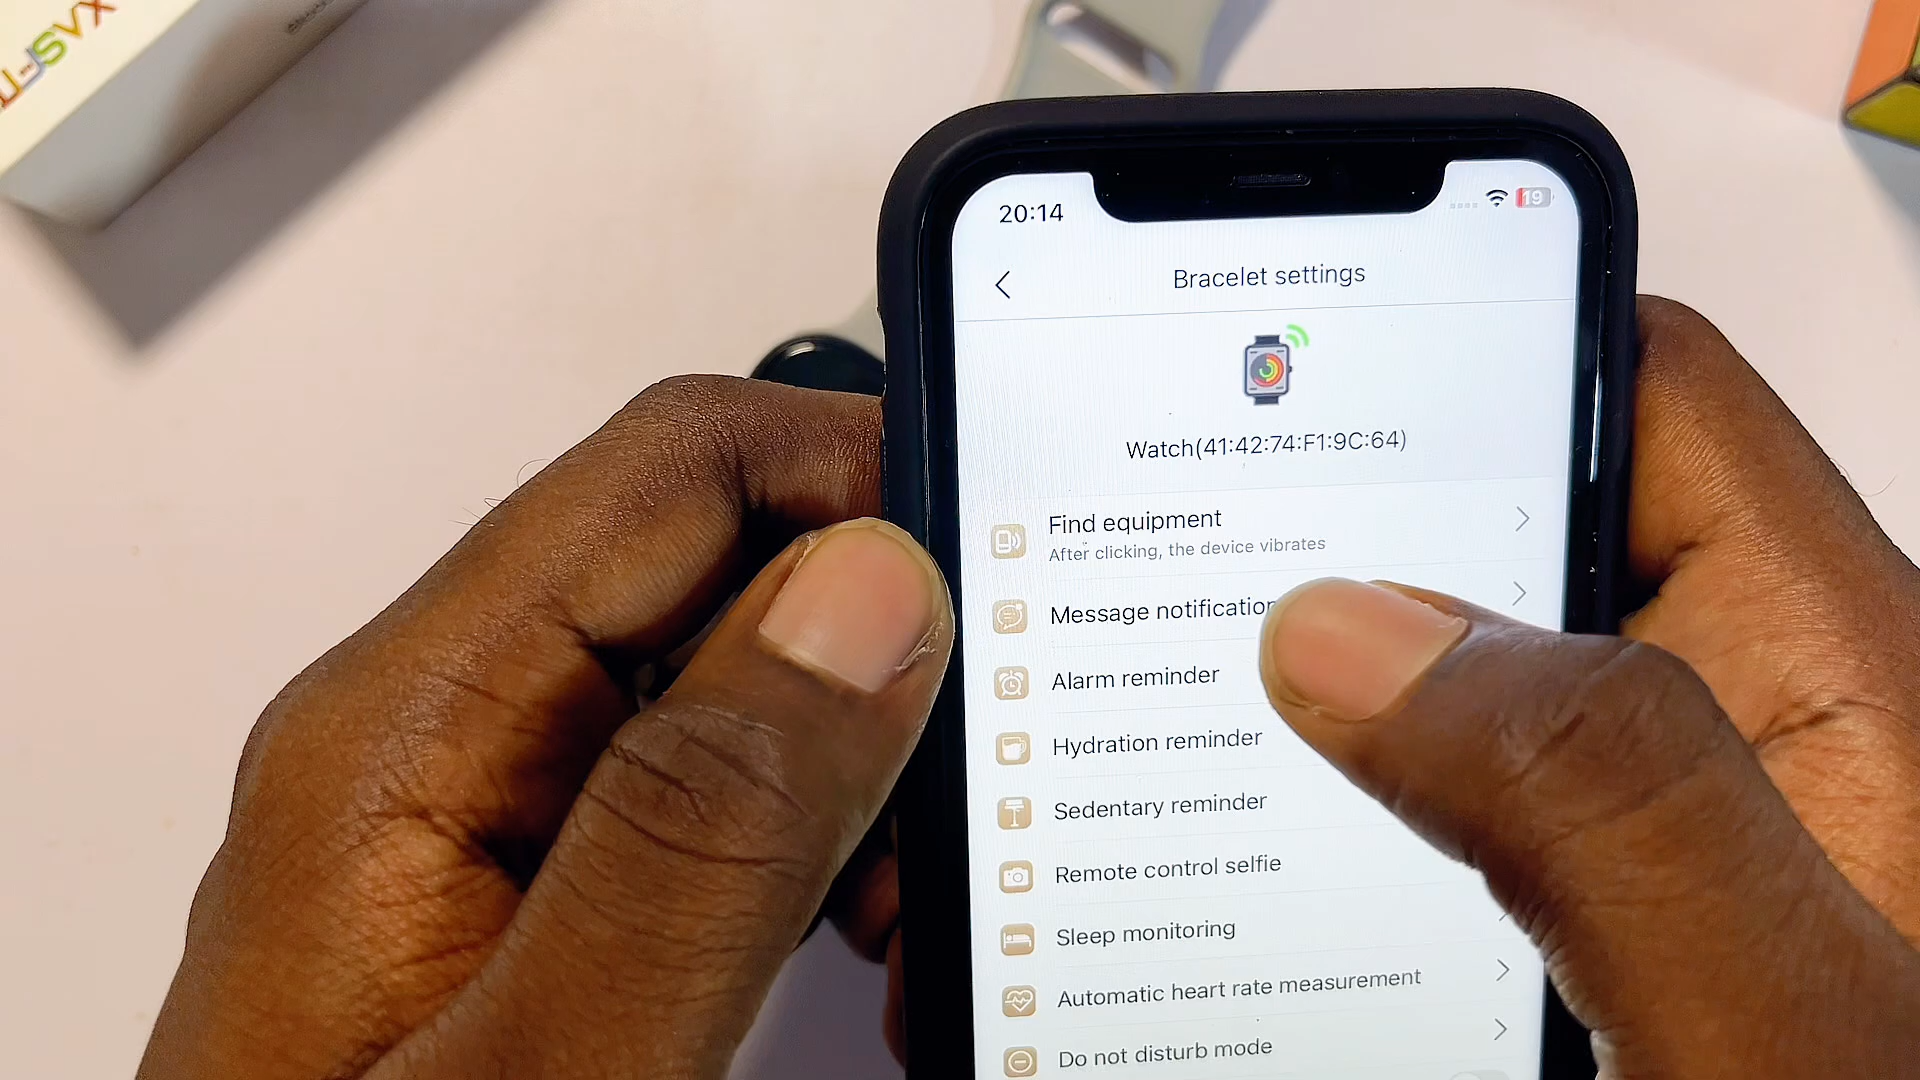 20:14
19
Bracelet settings
Watch(41:42:74:F1:9C:64)
Find equipment
After clicking, the device vibrates
Message notification
Alarm reminder
Hydration reminder
Sedentary reminder
Remote control selfie
Sleep monitoring
Automatic heart rate measurement
Do not disturb mode